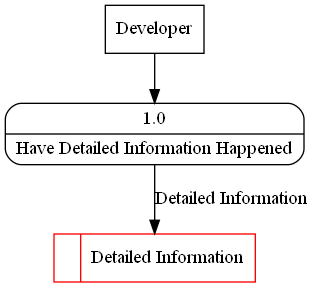 Developer
1.0
Have Detailed Information Happened
Detailed Information
Detailed Information